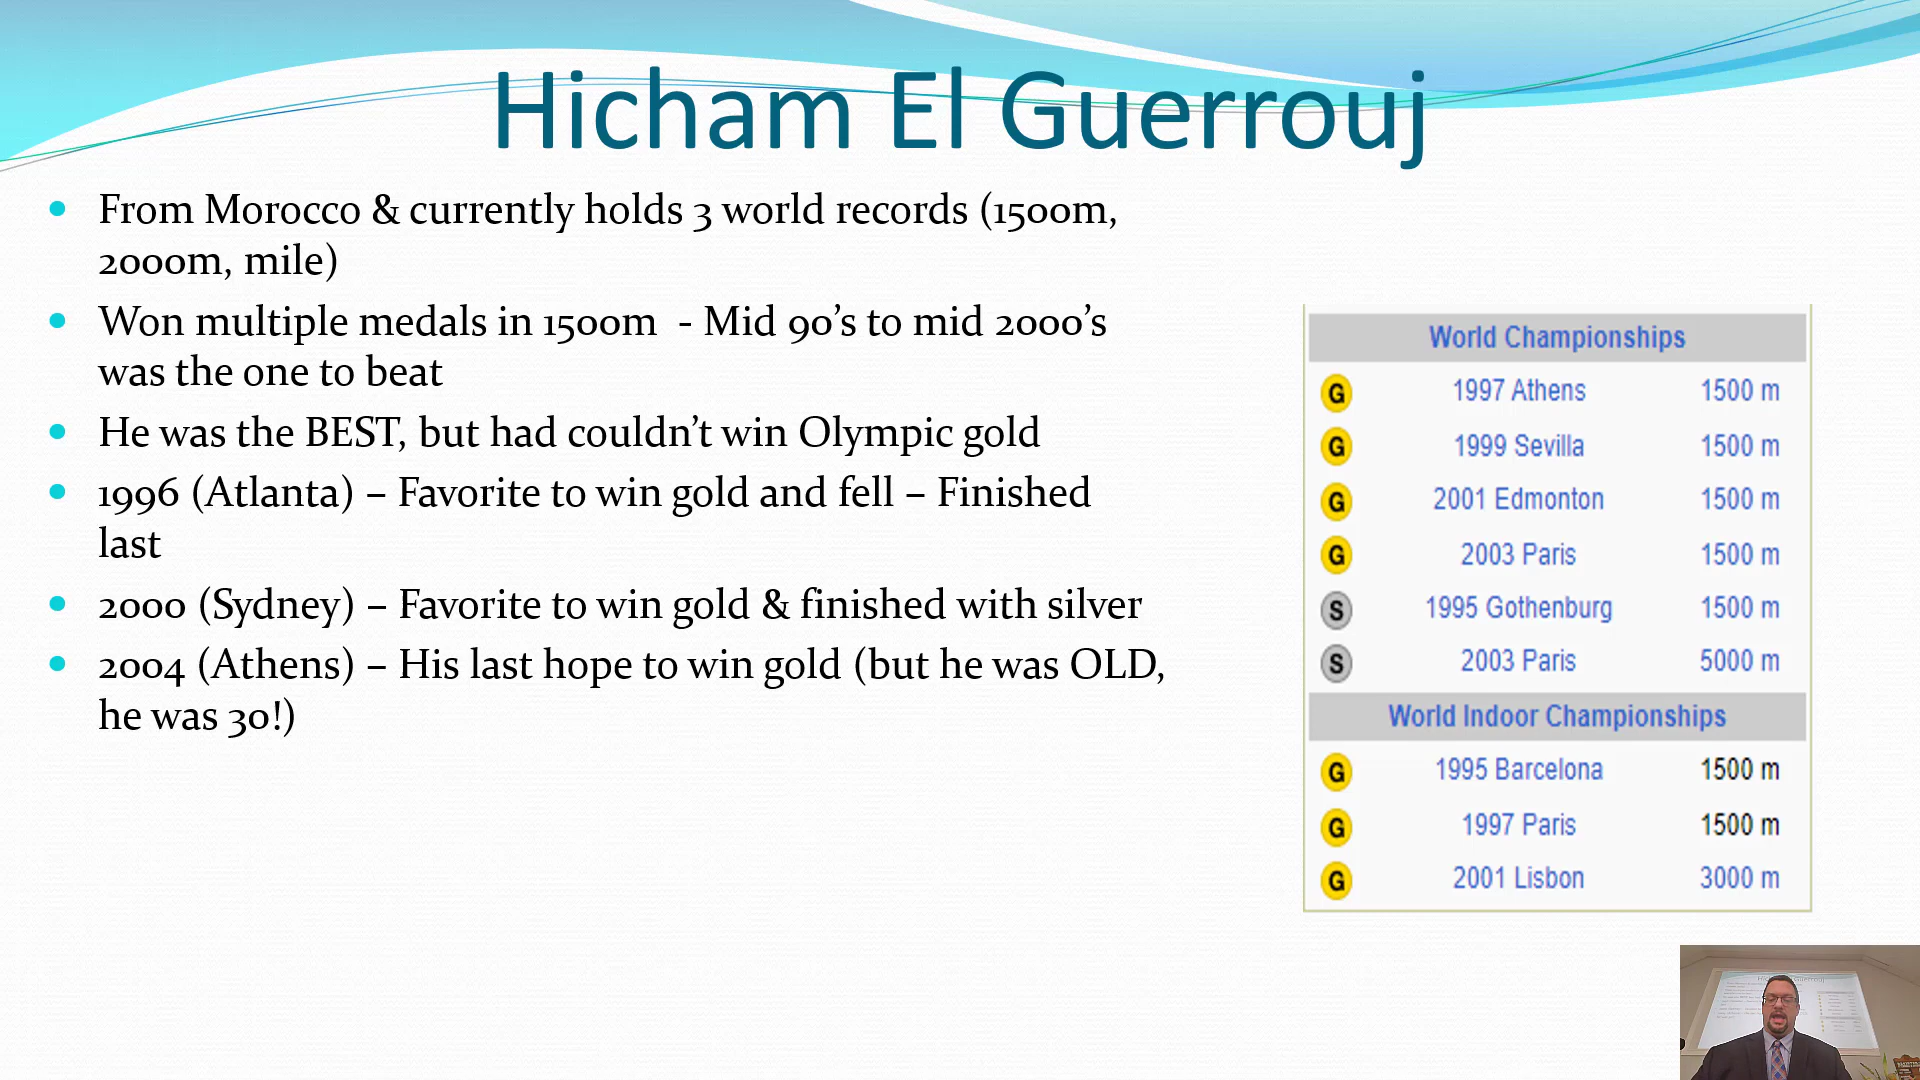 Hicham El Guerrouj
• From Morocco & currently holds 3 world records (1500m,
2000m, mile)
• Won multiple medals in 1500m  - Mid 90’s to mid 2000’s
was the one to beat
• He was the BEST, but had couldn’t win Olympic gold
• 1996 (Atlanta) – Favorite to win gold and fell – Finished
last
• 2000 (Sydney) – Favorite to win gold & finished with silver
• 2004 (Athens) – His last hope to win gold (but he was OLD,
he was 30!)
World Championships
G 1997 Athens 1500 m
G 1999 Sevilla 1500 m
G 2001 Edmonton 1500 m
G 2003 Paris 1500 m
S 1995 Gothenburg 1500 m
S 2003 Paris 5000 m
World Indoor Championships
G 1995 Barcelona 1500 m
G 1997 Paris 1500 m
G 2001 Lisbon 3000 m